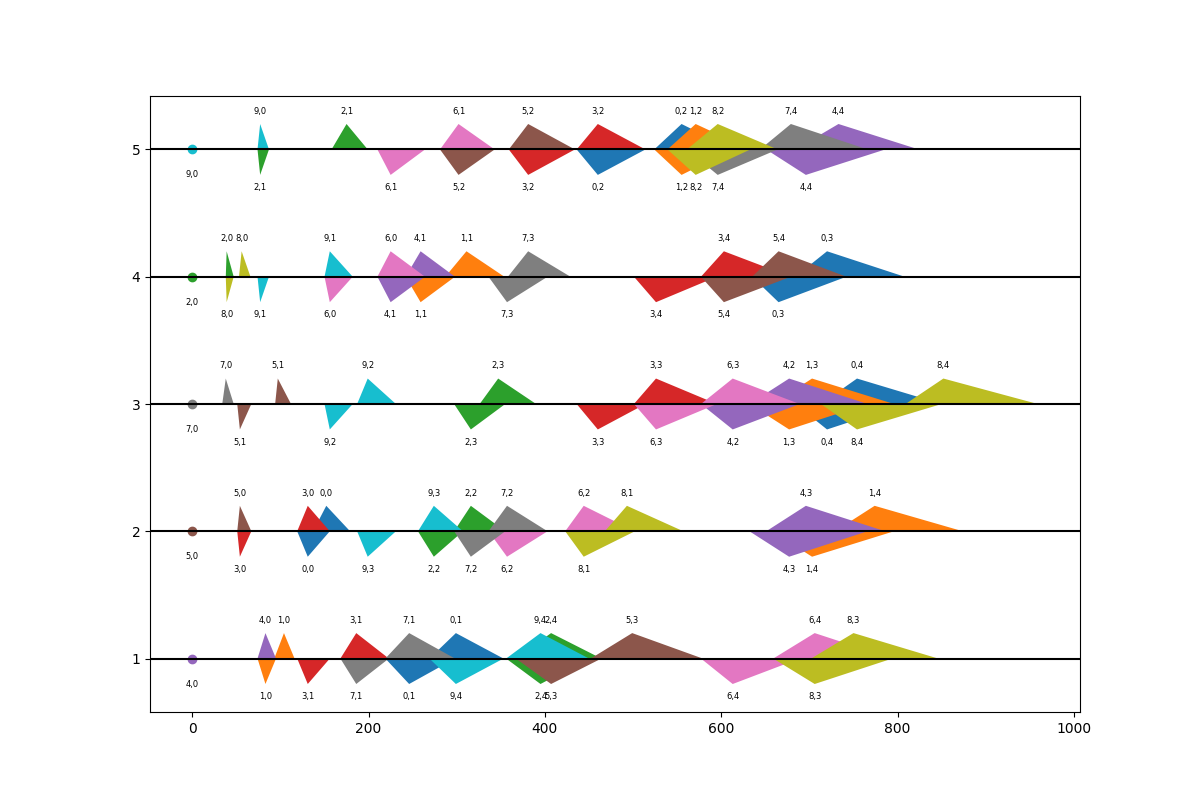 9,0 2,1 6,1 5,2 3,2 0,2 1,2 8,2 7,4 4,4
5
9,0 2,1 6,1 5,2 3,2 0,2 1,2 8,2 7,4 4,4
2,0 8,0 9,1 6,0 4,1 1,1 7,3 3,4 5,4 0,3
4
2,0 8,0 9,1 6,0 4,1 1,1 7,3 3,4 5,4 0,3
7,0 5,1 9,2 2,3 3,3 6,3 4,2 1,3 0,4 8,4
3
7,0 5,1 9,2 2,3 3,3 6,3 4,2 1,3 0,4 8,4
5,0 3,0 0,0 9,3 2,2 7,2 6,2 8,1 4,3 1,4
2
5,0 3,0 0,0 9,3 2,2 7,2 6,2 8,1 4,3 1,4
4,0 1,0 3,1 7,1 0,1 9,4 2,4 5,3 6,4 8,3
1
4,0 1,0 3,1 7,1 0,1 9,4 2,4 5,3 6,4 8,3
0 200 400 600 800 1000